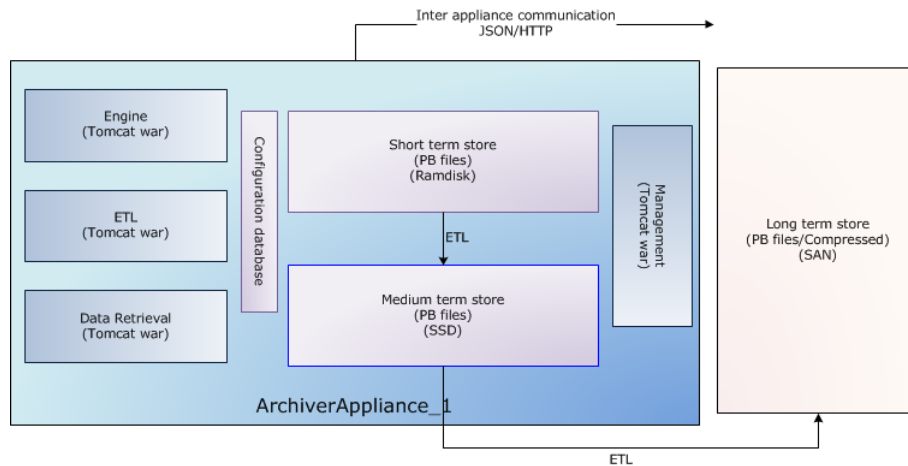 Inter appliance communication
JSON/HTTP
Engine
(Tomcat war)
ETL
(Tomcat war)
Data Retrieval
(Tomcat war)
Configuration database
Short term store
(PB files)
(Ramdisk)
ETL
Medium term store
(PB files)
(SSD)
Management
(Tomcat war)
ArchiverAppliance_1
Long term store
(PB files/Compressed)
(SAN)
ETL